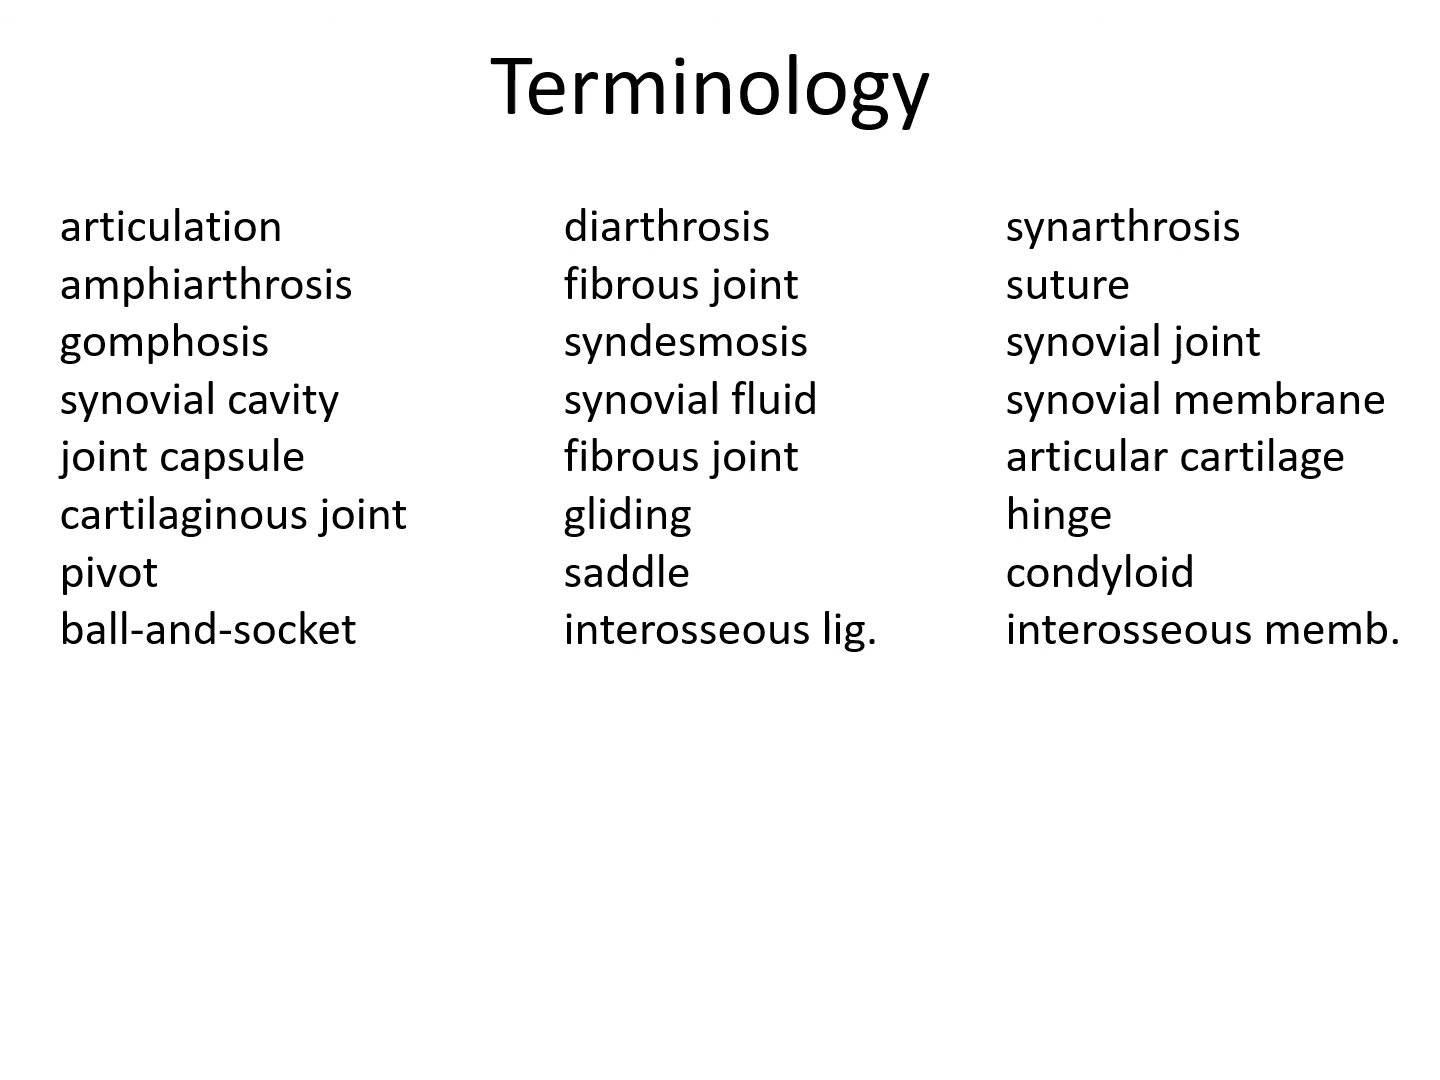 Terminology
articulation diarthrosis synarthrosis
amphiarthrosis fibrous joint suture
gomphosis syndesmosis synovial joint
synovial cavity synovial fluid synovial membrane
joint capsule fibrous joint articular cartilage
cartilaginous joint gliding hinge
pivot saddle condyloid
ball-and-socket interosseous lig. interosseous memb.